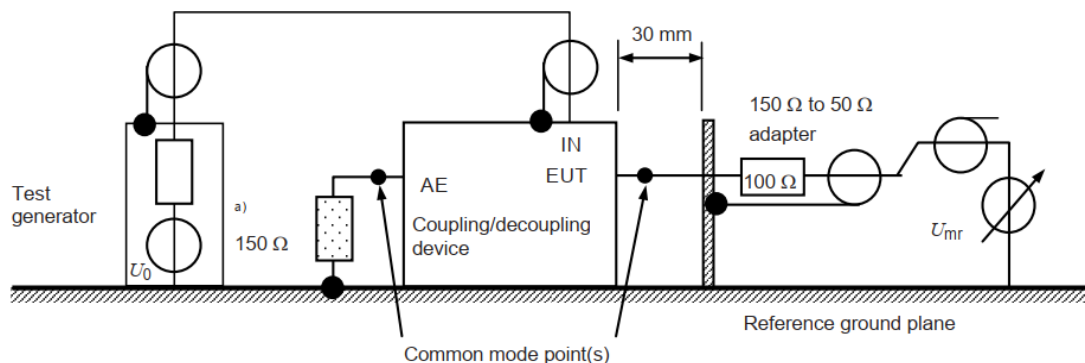 30 mm
150 Ω to 50 Ω
adapter
IN
EUT
100 Ω
AE
Test
generator
a)
150 Ω
Coupling/decoupling
device
U0
Umr
Reference ground plane
Common mode point(s)